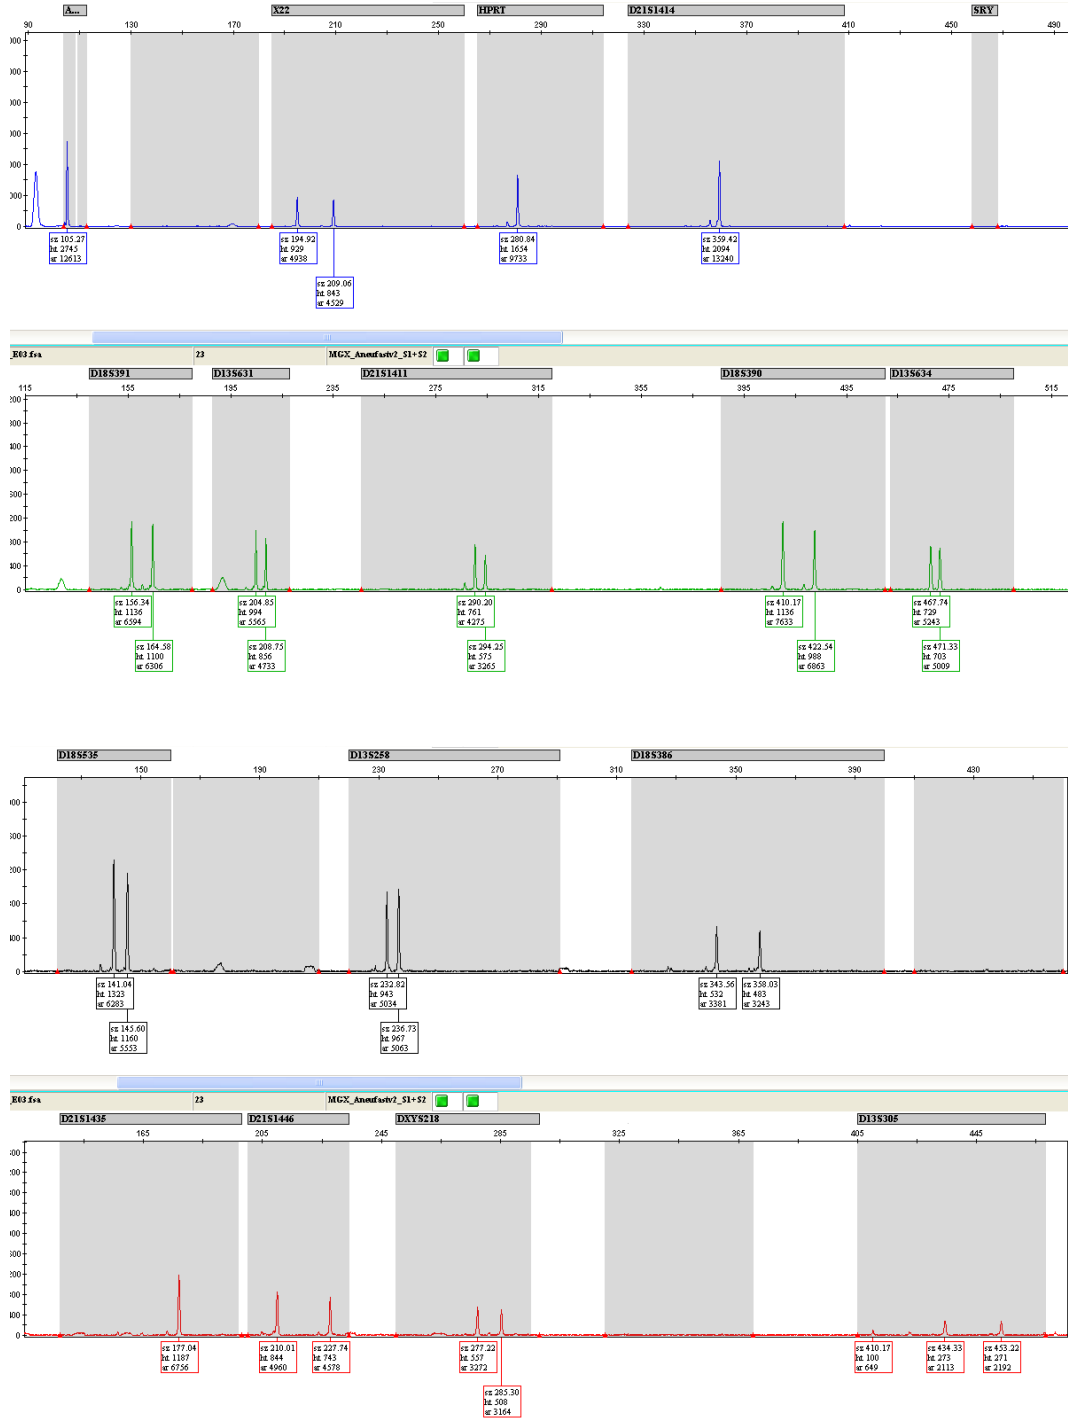 A... X22 HPRT D21S1414 SRY
90 130 170 210 250 290 330 370 410 450 490
sz 105.27
ht 2745
ar 12613
sz 194.92
ht 929
ar 4938
sz 209.06
ht 843
ar 4529
sz 280.84
ht 1654
ar 9733
sz 359.42
ht 2094
ar 13240
_E03.fsa 23 MGX_Aneufastv2_S1+S2
D18S391 D13S631 D21S1411 D18S390 D13S634
115 155 195 235 275 315 355 395 435 475 515
sz 156.34
ht 1136
ar 6594
sz 164.58
ht 1100
ar 6306
sz 204.85
ht 994
ar 5565
sz 208.75
ht 856
ar 4733
sz 290.20
ht 761
ar 4275
sz 294.25
ht 575
ar 3265
sz 410.17
ht 1136
ar 7633
sz 422.54
ht 988
ar 6863
sz 467.74
ht 729
ar 5243
sz 471.33
ht 703
ar 5009
D18S535 D13S258 D18S386
150 190 230 270 310 350 390 430
sz 141.04
ht 1323
ar 6283
sz 145.60
ht 1160
ar 5553
sz 232.82
ht 943
ar 5034
sz 236.73
ht 967
ar 5063
sz 343.56
ht 532
ar 3381
sz 358.03
ht 483
ar 3243
_E03.fsa 23 MGX_Aneufastv2_S1+S2
D21S1435 D21S1446 DXYS218 D13S305
165 205 245 285 325 365 405 445
sz 177.04
ht 1187
ar 6756
sz 210.01
ht 844
ar 4960
sz 227.74
ht 743
ar 4578
sz 277.22
ht 557
ar 3272
sz 285.30
ht 508
ar 3164
sz 410.17
ht 100
ar 649
sz 434.33
ht 273
ar 2113
sz 453.22
ht 271
ar 2192